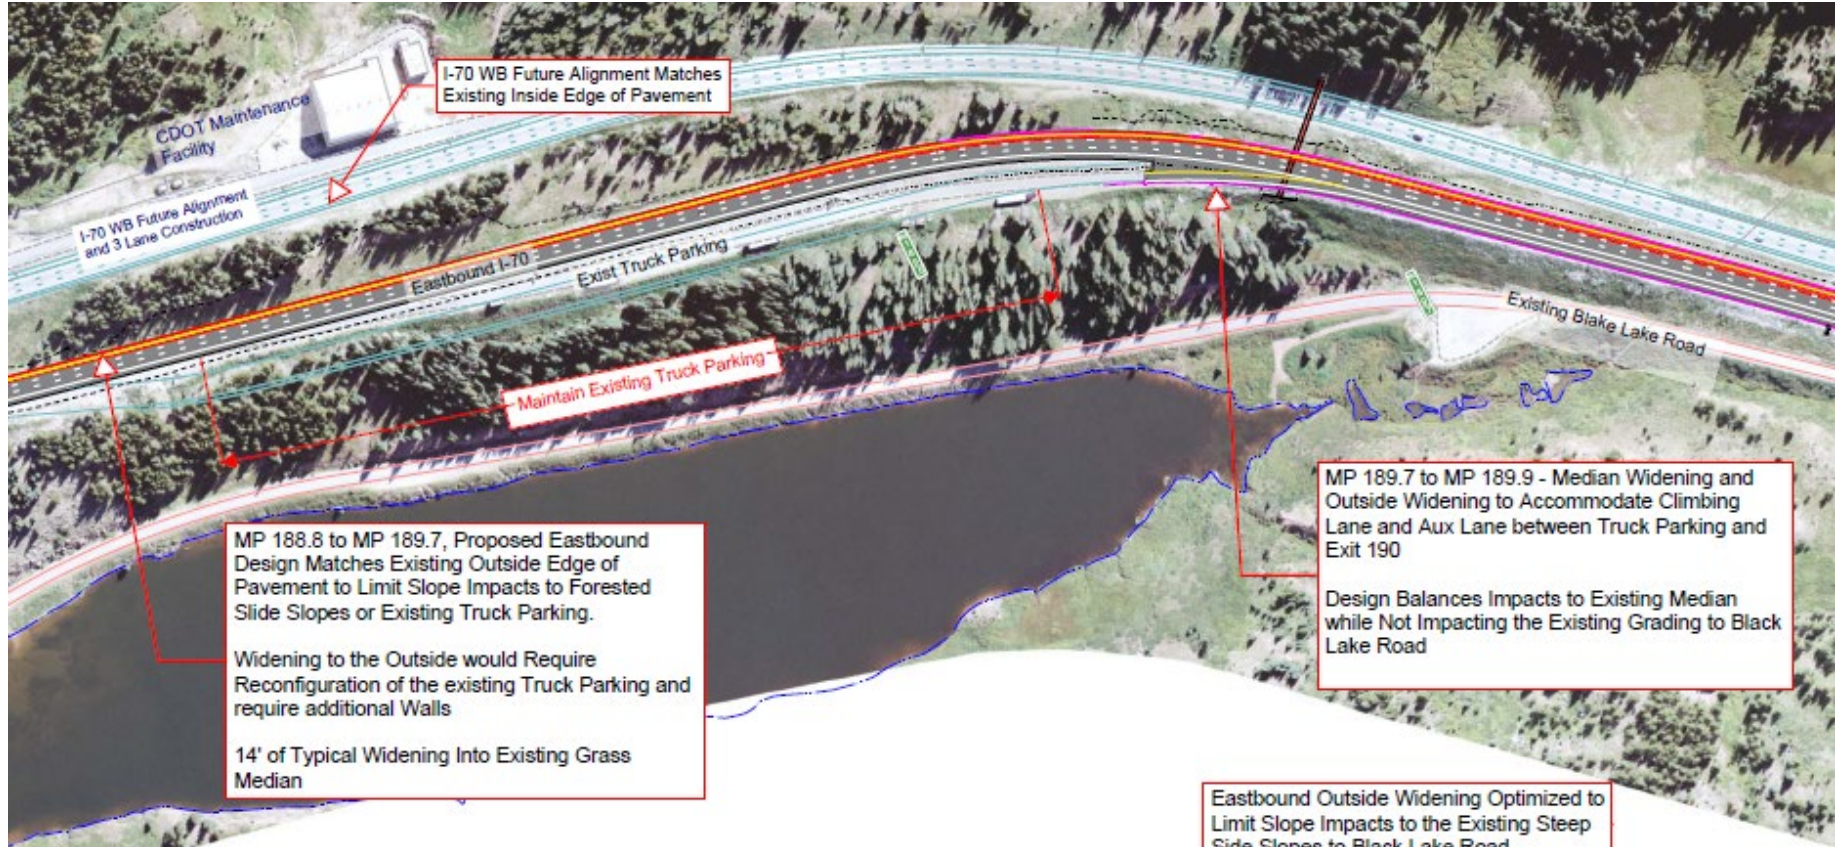 I-70 WB Future Alignment Matches
Existing Inside Edge of Pavement
CDOT Maintenance
Facility
I-70 WB Future Alignment
and 3 Lane Construction
Eastbound I-70
Exist Truck Parking
Maintain Existing Truck Parking
Existing Blake Lake Road
MP 189.7 to MP 189.9 - Median Widening and
Outside Widening to Accommodate Climbing
Lane and Aux Lane between Truck Parking and
Exit 190
Design Balances Impacts to Existing Median
while Not Impacting the Existing Grading to Black
Lake Road
MP 188.8 to MP 189.7, Proposed Eastbound
Design Matches Existing Outside Edge of
Pavement to Limit Slope Impacts to Forested
Slide Slopes or Existing Truck Parking.
Widening to the Outside would Require
Reconfiguration of the existing Truck Parking and
require additional Walls
14' of Typical Widening Into Existing Grass
Median
Eastbound Outside Widening Optimized to
Limit Slope Impacts to the Existing Steep
Side Slopes to Black Lake Road